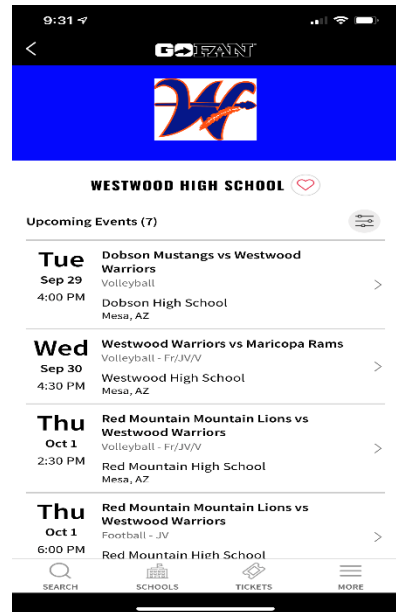 9:31
GOFAN
W
WESTWOOD HIGH SCHOOL
Upcoming Events (7)
Tue
Sep 29
4:00 PM
Dobson Mustangs vs Westwood
Warriors
Volleyball
Dobson High School
Mesa, AZ
Wed
Sep 30
4:30 PM
Westwood Warriors vs Maricopa Rams
Volleyball - Fr/JV/V
Westwood High School
Mesa, AZ
Thu
Oct 1
2:30 PM
Red Mountain Mountain Lions vs
Westwood Warriors
Volleyball - Fr/JV/V
Red Mountain High School
Mesa, AZ
Thu
Oct 1
6:00 PM
Red Mountain Mountain Lions vs
Westwood Warriors
Football - JV
Red Mountain High School
SEARCH
SCHOOLS
TICKETS
MORE